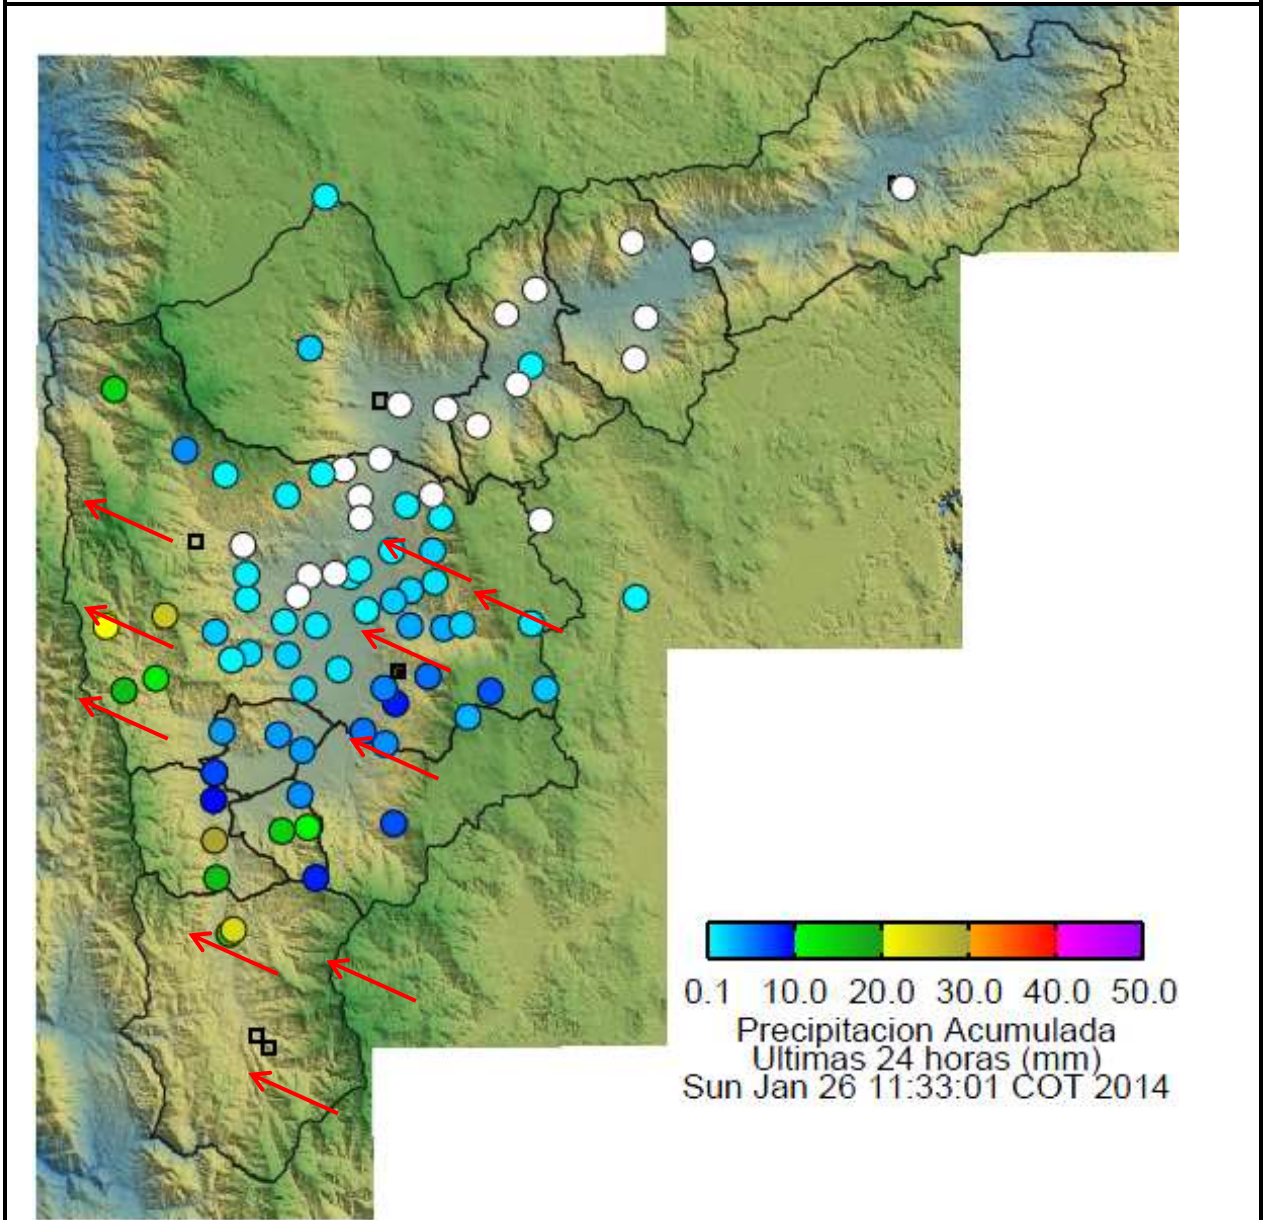 0.1 10.0 20.0 30.0 40.0 50.0
Precipitacion Acumulada
Ultimas 24 horas (mm)
Sun Jan 26 11:33:01 COT 2014